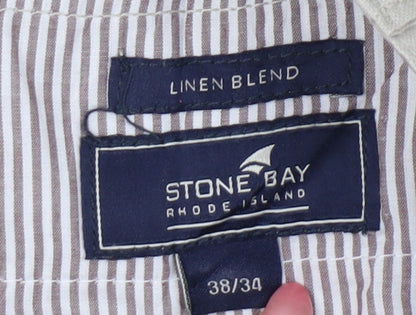 LINEN BLEND
STONE BAY
RHODE ISLAND
38/34